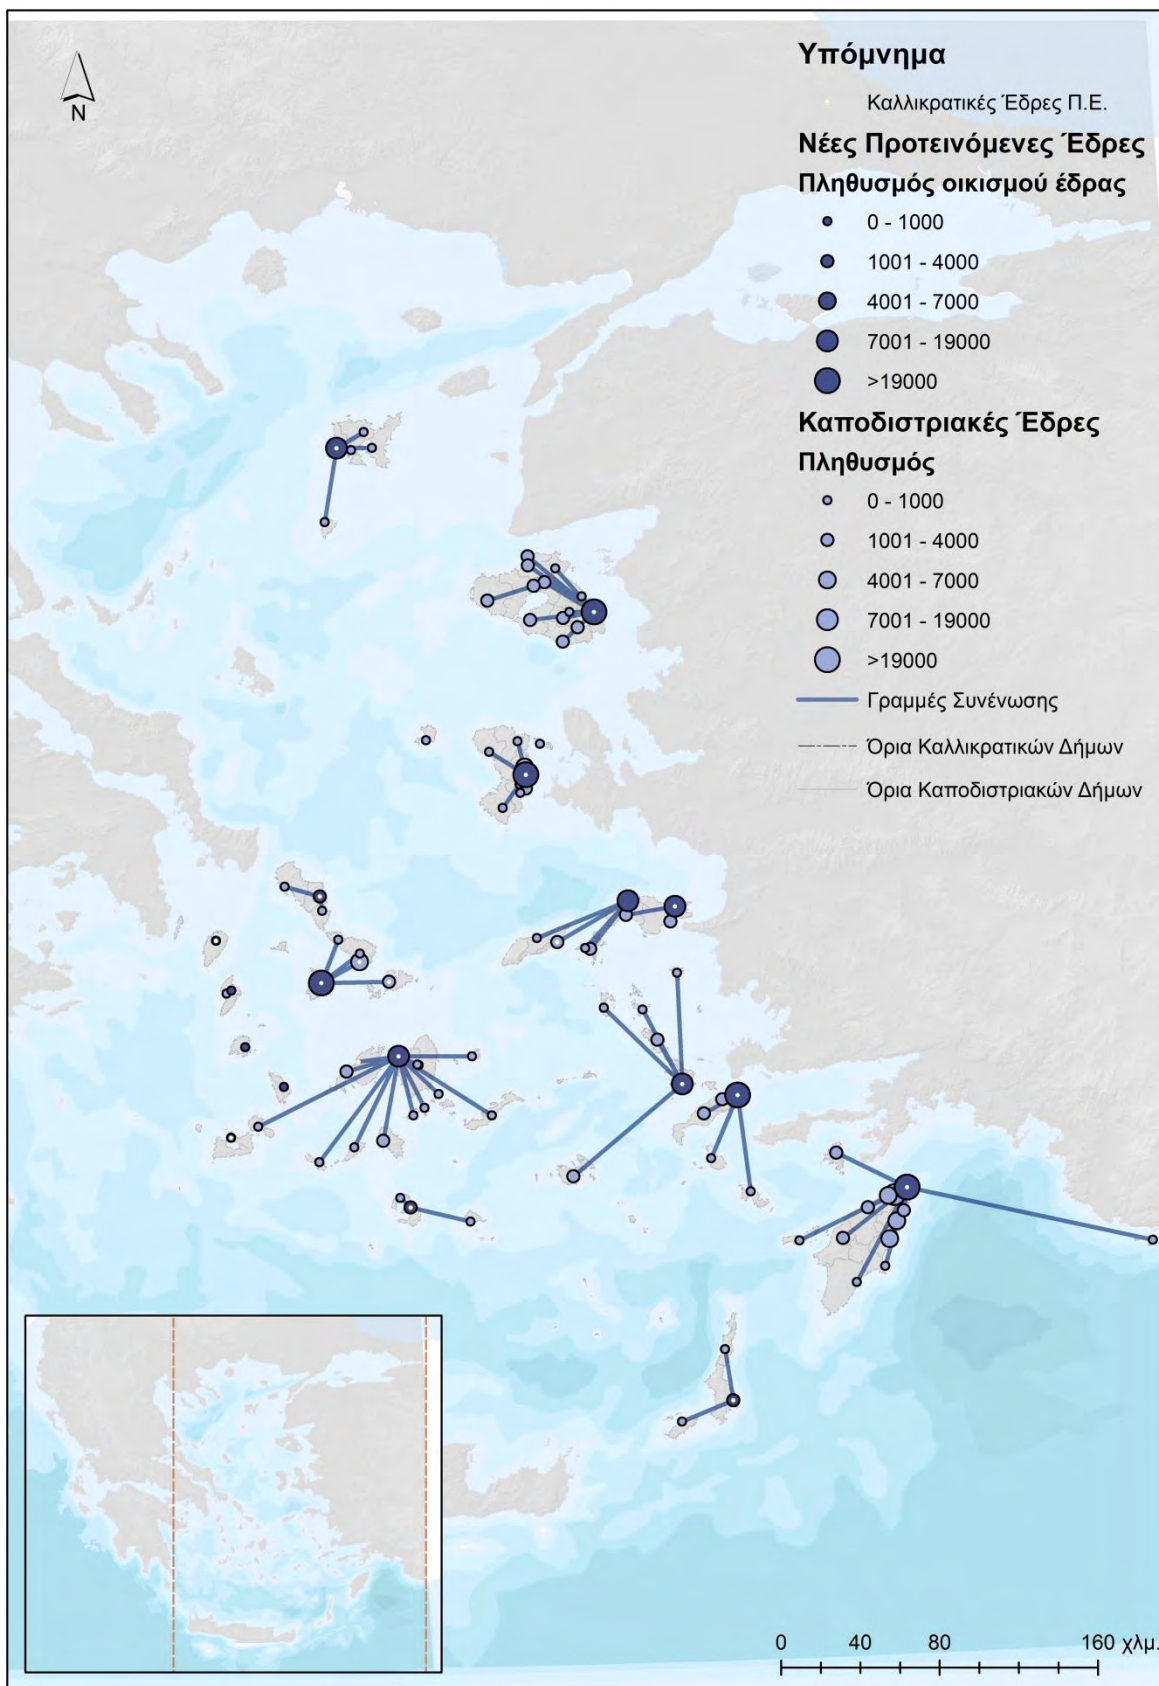 N
Υπόμνημα
Καλλικρατικές Έδρες Π.Ε.
Νέες Προτεινόμενες Έδρες
Πληθυσμός οικισμού έδρας
0 - 1000
1001 - 4000
4001 - 7000
7001 - 19000
>19000
Καποδιστριακές Έδρες
Πληθυσμός
0 - 1000
1001 - 4000
4001 - 7000
7001 - 19000
>19000
Γραμμές Συνένωσης
Όρια Καλλικρατικών Δήμων
Όρια Καποδιστριακών Δήμων
0 40 80 160 χλμ.